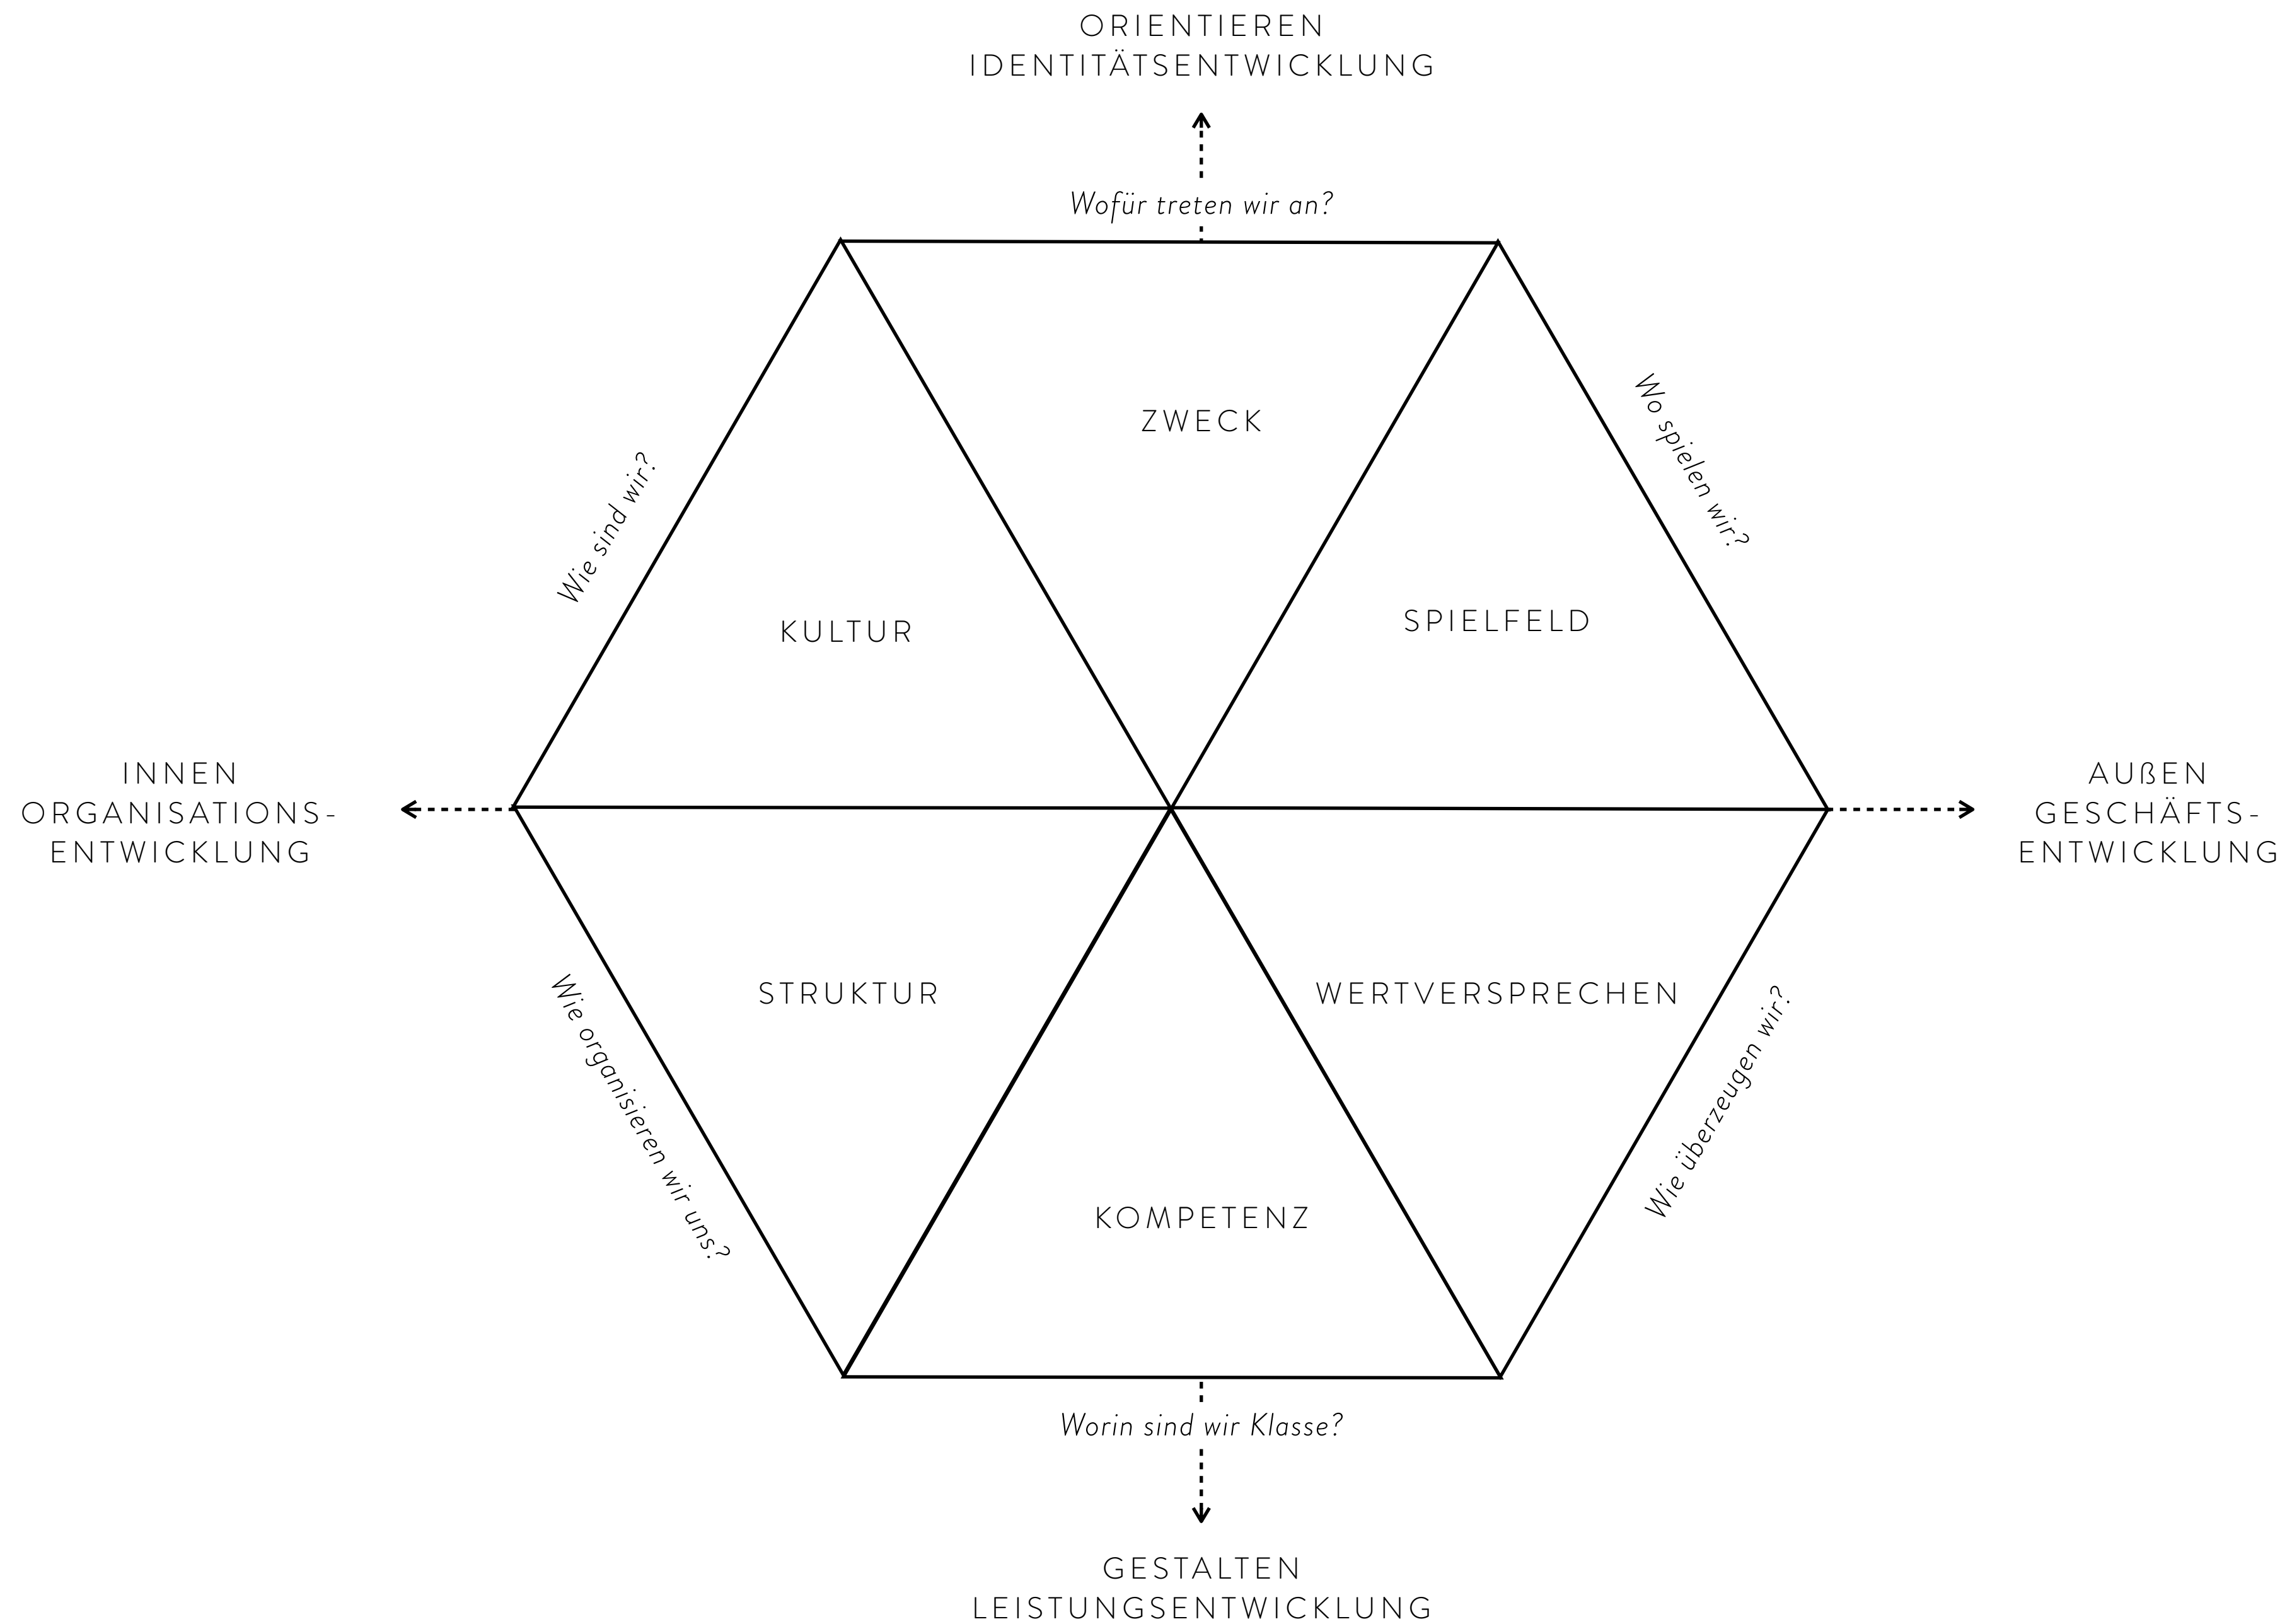 ORIENTIEREN
IDENTITÄTSENTWICKLUNG
Wofür treten wir an?
Wo spielen wir?
ZWECK
Wie sind wir?
SPIELFELD
KULTUR
INNEN
ORGANISATIONS-
ENTWICKLUNG
AUßEN
GESCHÄFTS-
ENTWICKLUNG
STRUKTUR
WERTVERSPRECHEN
Wie organisieren wir uns?
Wie überzeugen wir?
KOMPETENZ
Worin sind wir Klasse?
GESTALTEN
LEISTUNGSENTWICKLUNG